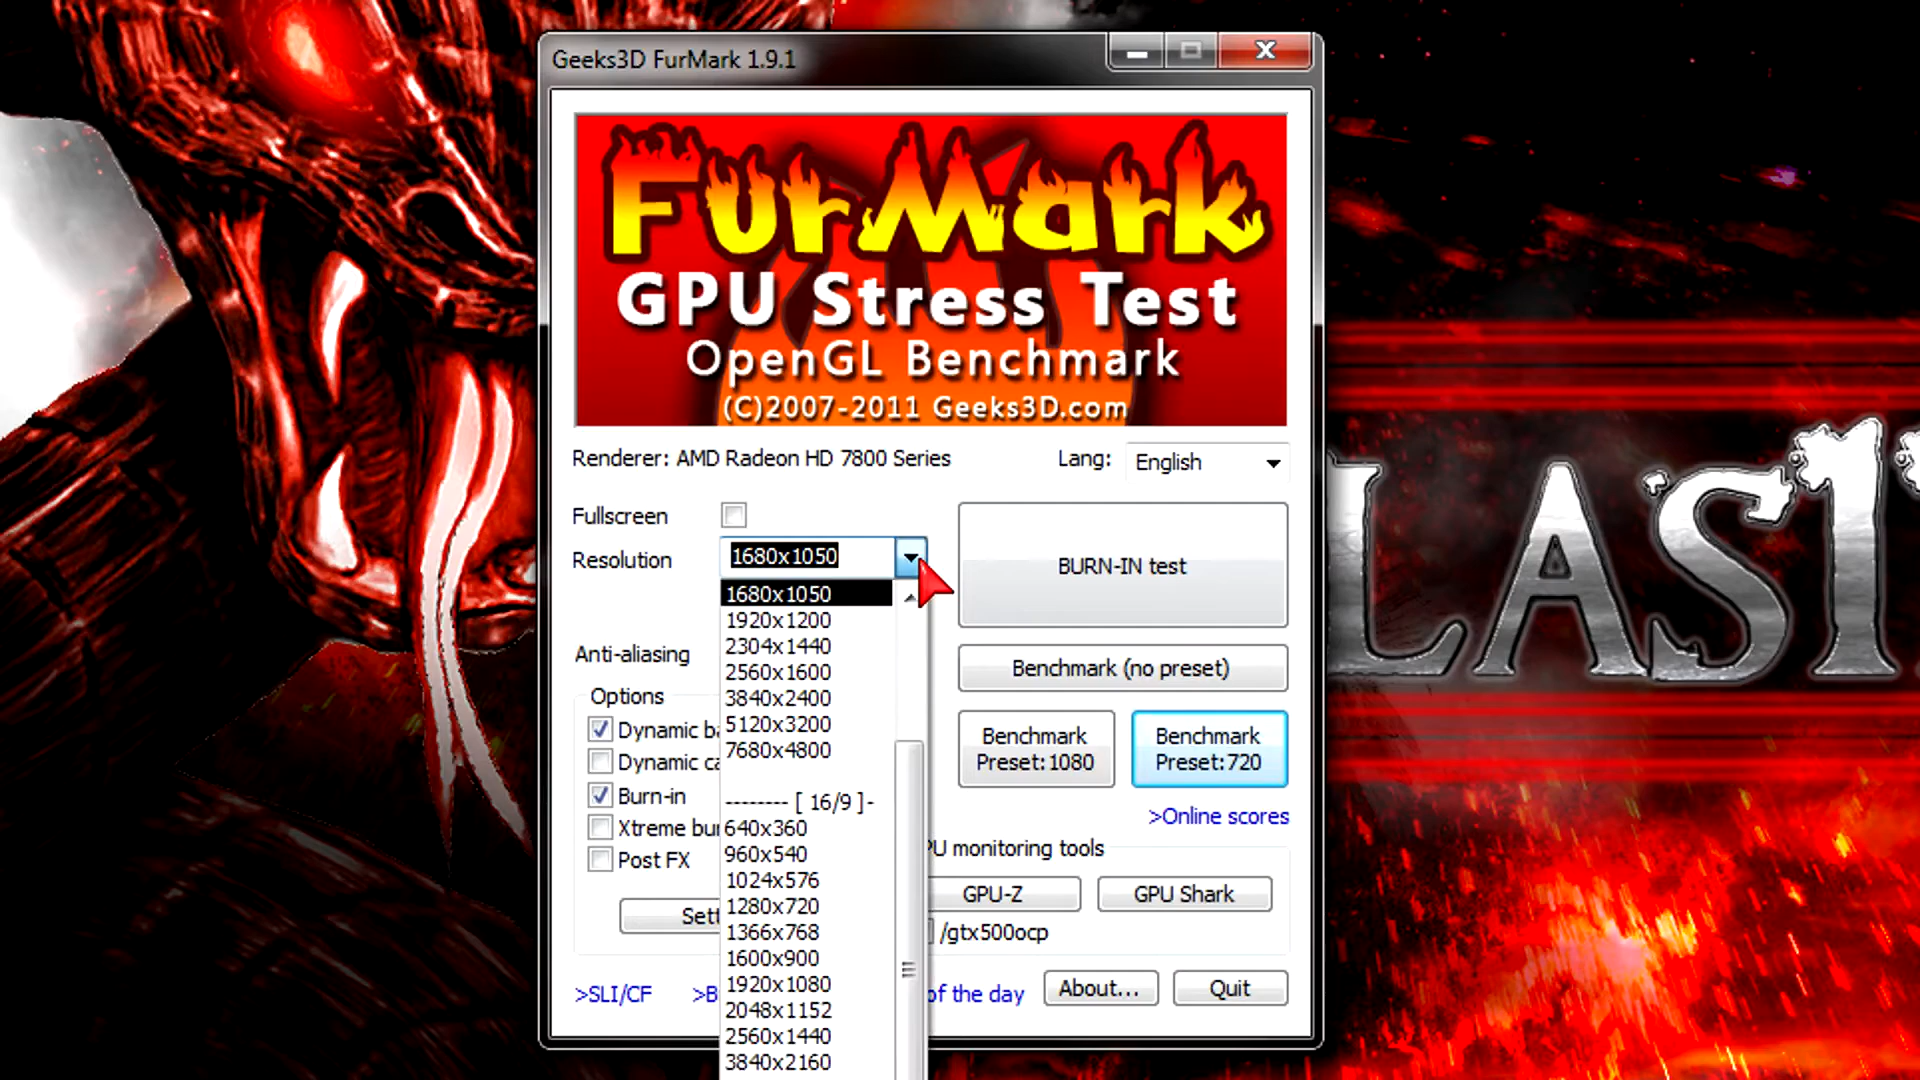 Geeks3D FurMark 1.9.1
FurMark
GPU Stress Test
OpenGL Benchmark
(C)2007-2011 Geeks3D.com
Renderer: AMD Radeon HD 7800 Series
Lang: English
Fullscreen
Resolution 1680x1050
BURN-IN test
1680x1050
1920x1200
2304x1440
2560x1600
3840x2400
5120x3200
7680x4800
-------- [ 16/9 ]-
640x360
960x540
1024x576
1280x720
1366x768
1600x900
1920x1080
2048x1152
2560x1440
3840x2160
Anti-aliasing
Benchmark (no preset)
Options
Dynamic
Dynamic
Burn-in
Xtreme
Post FX
Benchmark
Preset:1080
Benchmark
Preset:720
>Online scores
monitoring tools
GPU-Z
GPU Shark
/gtx500ocp
>SLI/CF
of the day
About...
Quit
LAS